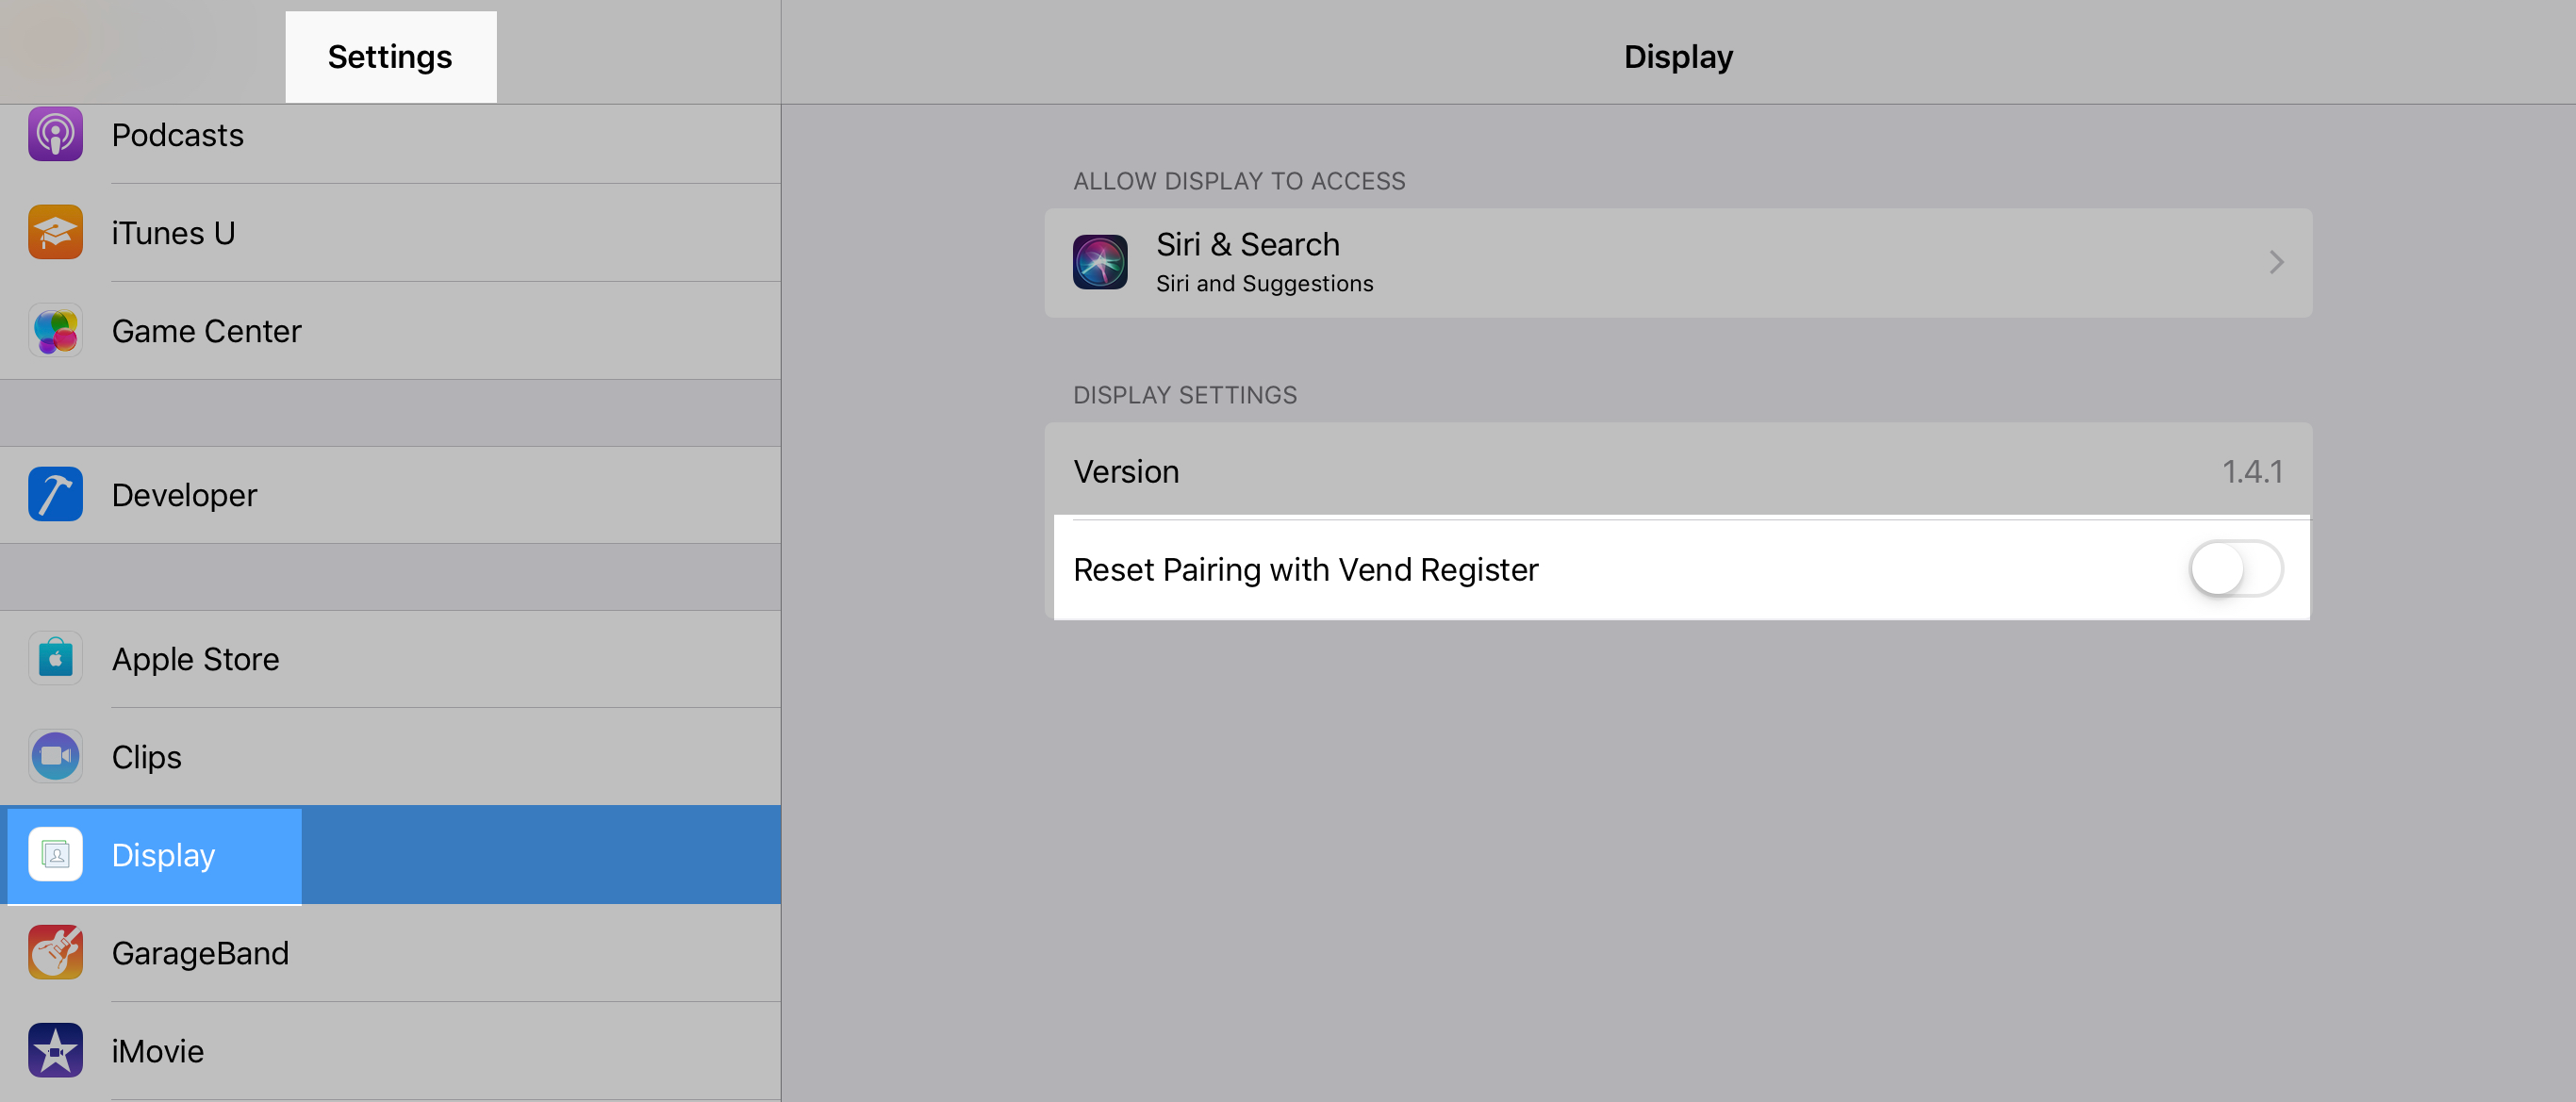 Settings
Podcasts
iTunes U
Game Center
Developer
Apple Store
Clips
Display
GarageBand
iMovie
Display
ALLOW DISPLAY TO ACCESS
Siri & Search
Siri and Suggestions
DISPLAY SETTINGS
Version 1.4.1
Reset Pairing with Vend Register